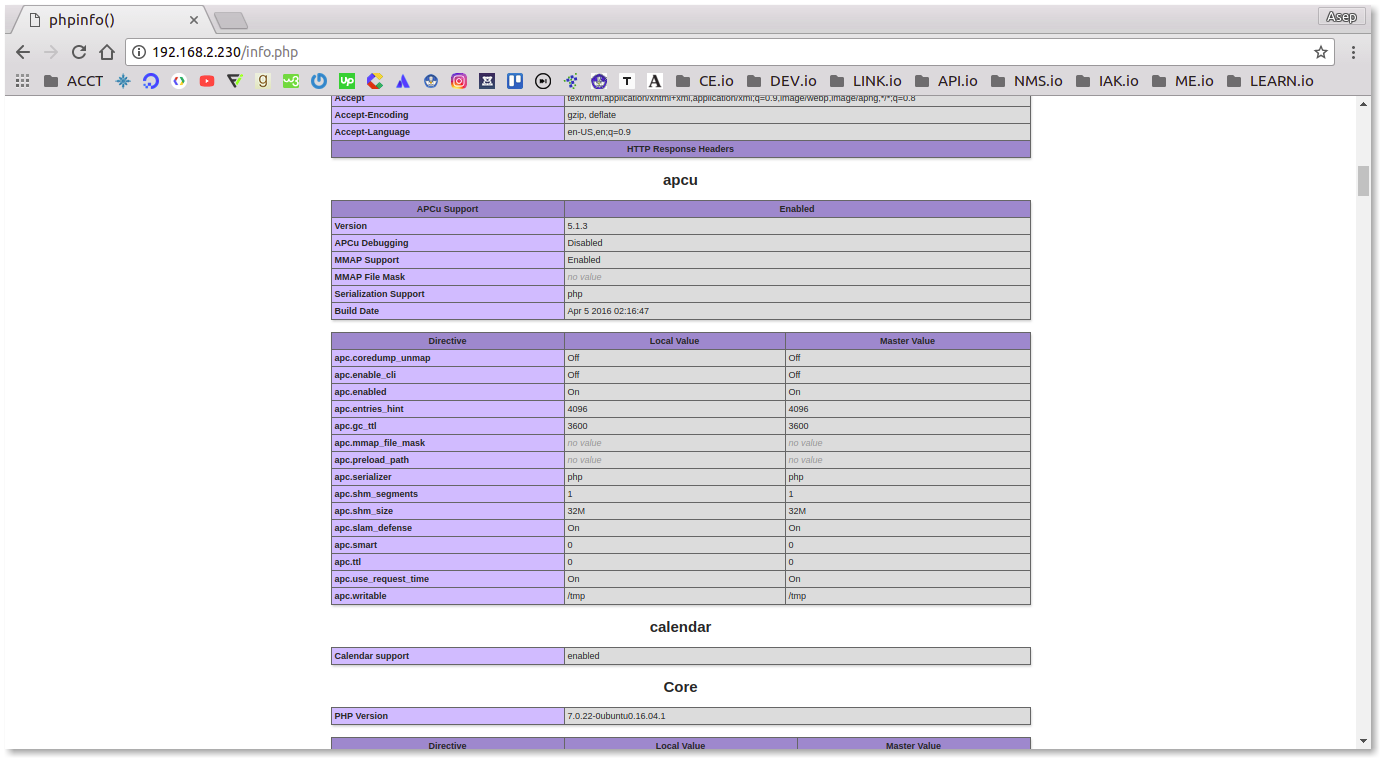 phpinfo()
Asep
192.168.2.230/info.php
ACCT CE.io DEV.io LINK.io API.io NMS.io IAK.io ME.io LEARN.io
Accept text/html,application/xhtml+xml,application/xml;q=0.9,image/webp,image/apng,*/*;q=0.8
Accept-Encoding gzip, deflate
Accept-Language en-US,en;q=0.9
HTTP Response Headers
apcu
APCu Support Enabled
Version 5.1.3
APCu Debugging Disabled
MMAP Support Enabled
MMAP File Mask no value
Serialization Support php
Build Date Apr 5 2016 02:16:47
Directive Local Value Master Value
apc.coredump_unmap Off Off
apc.enable_cli Off Off
apc.enabled On On
apc.entries_hint 4096 4096
apc.gc_ttl 3600 3600
apc.mmap_file_mask no value no value
apc.preload_path no value no value
apc.serializer php php
apc.shm_segments 1 1
apc.shm_size 32M 32M
apc.slam_defense On On
apc.smart 0 0
apc.ttl 0 0
apc.use_request_time On On
apc.writable /tmp /tmp
calendar
Calendar support enabled
Core
PHP Version 7.0.22-0ubuntu0.16.04.1
Directive Local Value Master Value